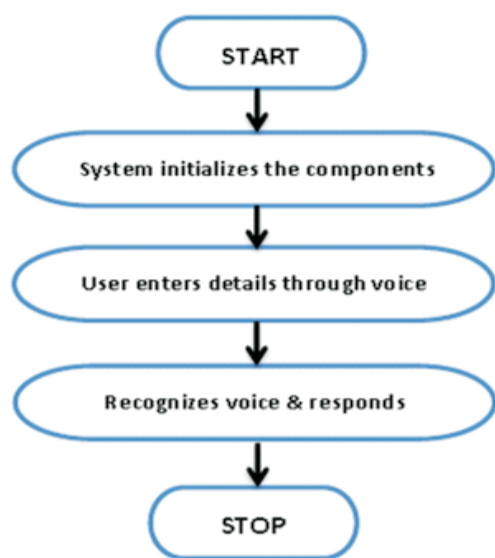 START
System initializes the components
User enters details through voice
Recognizes voice & responds
STOP